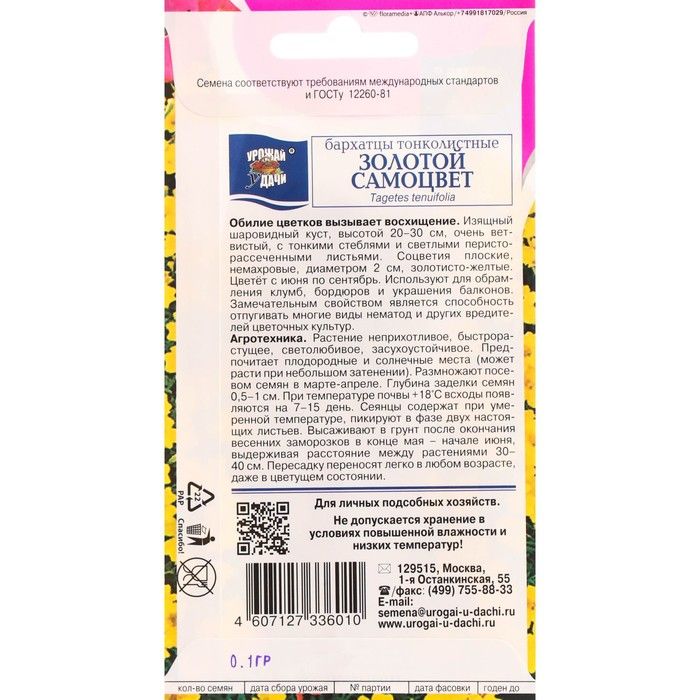 © floramedia+ АПФ Алькор/+74991817029/Россия
Семена соответствуют требованиям международных стандартов
и ГОСТу 12260-81
УРОЖАЙ
У
ДАЧИ
®
бархатцы тонколистные
ЗОЛОТОЙ
САМОЦВЕТ
Tagetes tenuifolia
Обилие цветков вызывает восхищение. Изящный
шаровидный куст, высотой 20–30 см, очень вет-
вистый, с тонкими стеблями и светлыми перисто-
рассеченными листьями. Соцветия плоские,
немахровые, диаметром 2 см, золотисто-желтые.
Цветёт с июня по сентябрь. Используют для обрам-
ления клумб, бордюров и украшения балконов.
Замечательным свойством является способность
отпугивать многие виды нематод и других вредите-
лей цветочных культур.
Агротехника. Растение неприхотливое, быстрора-
стущее, светолюбивое, засухоустойчивое. Пред-
почитает плодородные и солнечные места (может
расти при небольшом затенении). Размножают посе-
вом семян в марте-апреле. Глубина заделки семян
0,5–1 см. При температуре почвы +18°С всходы появ-
ляются на 7–15 день. Сеянцы содержат при уме-
ренной температуре, пикируют в фазе двух настоя-
щих листьев. Высаживают в грунт после окончания
весенних заморозков в конце мая – начале июня,
выдерживая расстояние между растениями 30–
40 см. Пересадку переносят легко в любом возрасте,
даже в цветущем состоянии.
22
PAP
Спасибо!
Для личных подсобных хозяйств.
Не допускается хранение в
условиях повышенной влажности и
низких температур!
129515, Москва,
1-я Останкинская, 55
/факс: (499) 755-88-33
E-mail:
semena@urogai-u-dachi.ru
www.urogai-u-dachi.ru
4 607127 336010
0.1ГР
кол-во семян
дата сбора урожая
№ партии
дата фасовки
годен до